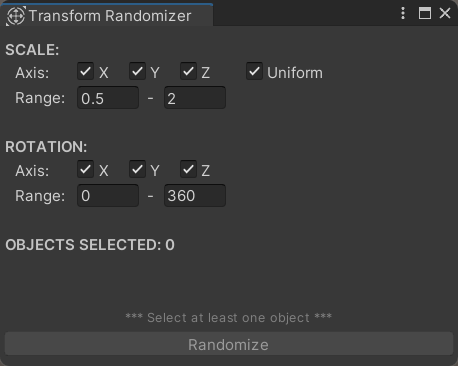 Transform Randomizer
SCALE:
Axis: X Y Z Uniform
Range: 0.5 - 2
ROTATION:
Axis: X Y Z
Range: 0 - 360
OBJECTS SELECTED: 0
*** Select at least one object ***
Randomize